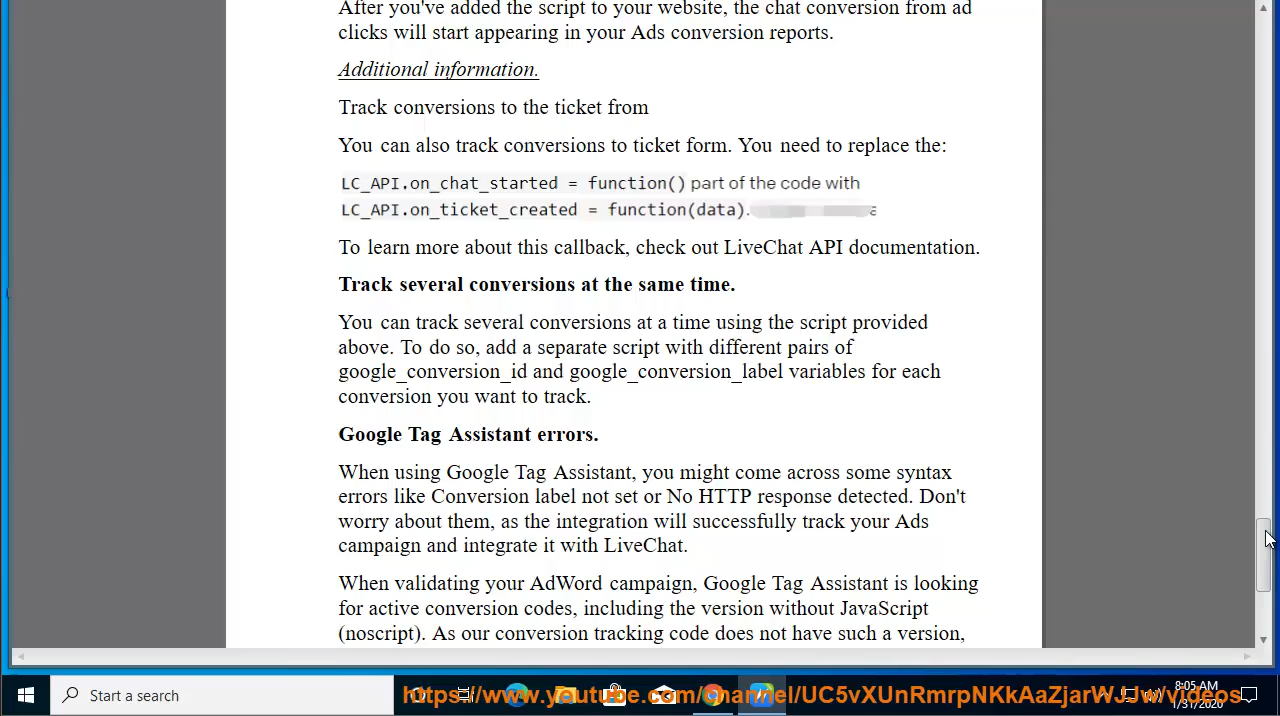 After you've added the script to your website, the chat conversion from ad
clicks will start appearing in your Ads conversion reports.
Additional information.
Track conversions to the ticket from
You can also track conversions to ticket form. You need to replace the:
LC_API.on_chat_started = function() part of the code with
LC_API.on_ticket_created = function(data).
To learn more about this callback, check out LiveChat API documentation.
Track several conversions at the same time.
You can track several conversions at a time using the script provided
above. To do so, add a separate script with different pairs of
google_conversion_id and google_conversion_label variables for each
conversion you want to track.
Google Tag Assistant errors.
When using Google Tag Assistant, you might come across some syntax
errors like Conversion label not set or No HTTP response detected. Don't
worry about them, as the integration will successfully track your Ads
campaign and integrate it with LiveChat.
When validating your AdWord campaign, Google Tag Assistant is looking
for active conversion codes, including the version without JavaScript
(noscript). As our conversion tracking code does not have such a version,
Start a search
8:05 AM
1/31/2020